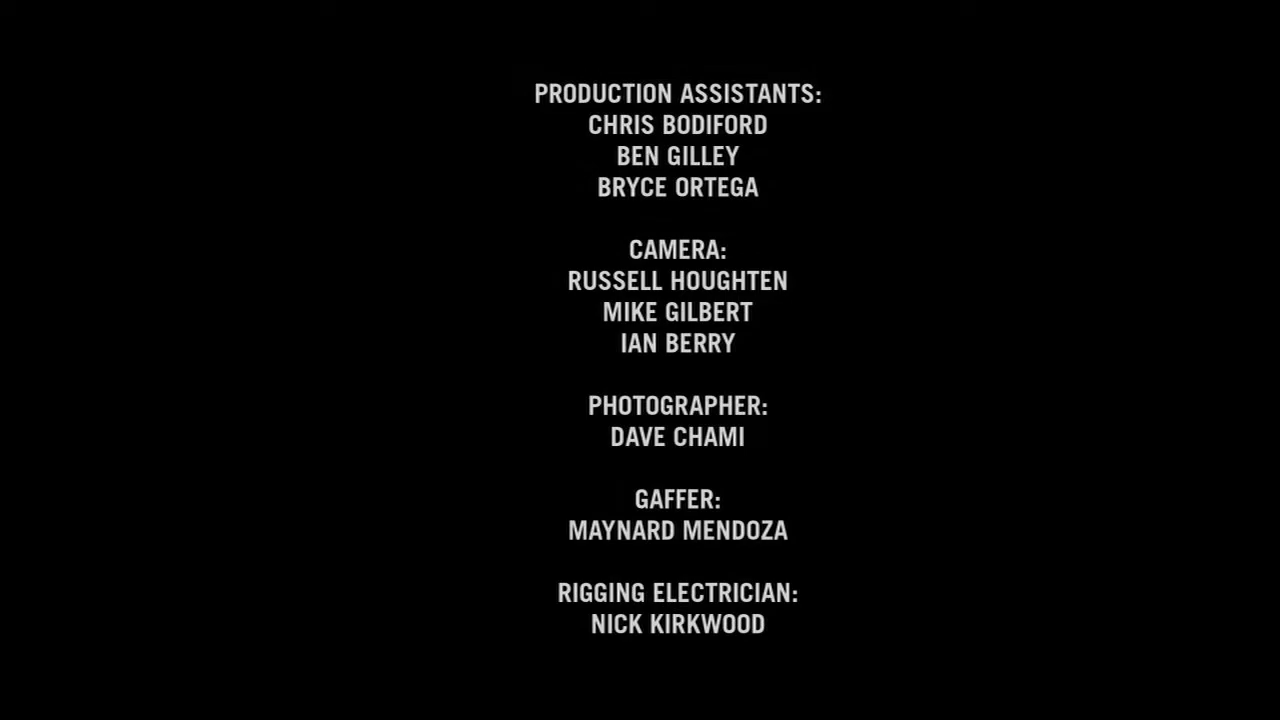 PRODUCTION ASSISTANTS:
CHRIS BODIFORD
BEN GILLEY
BRYCE ORTEGA
CAMERA:
RUSSELL HOUGHTEN
MIKE GILBERT
IAN BERRY
PHOTOGRAPHER:
DAVE CHAMI
GAFFER:
MAYNARD MENDOZA
RIGGING ELECTRICIAN:
NICK KIRKWOOD